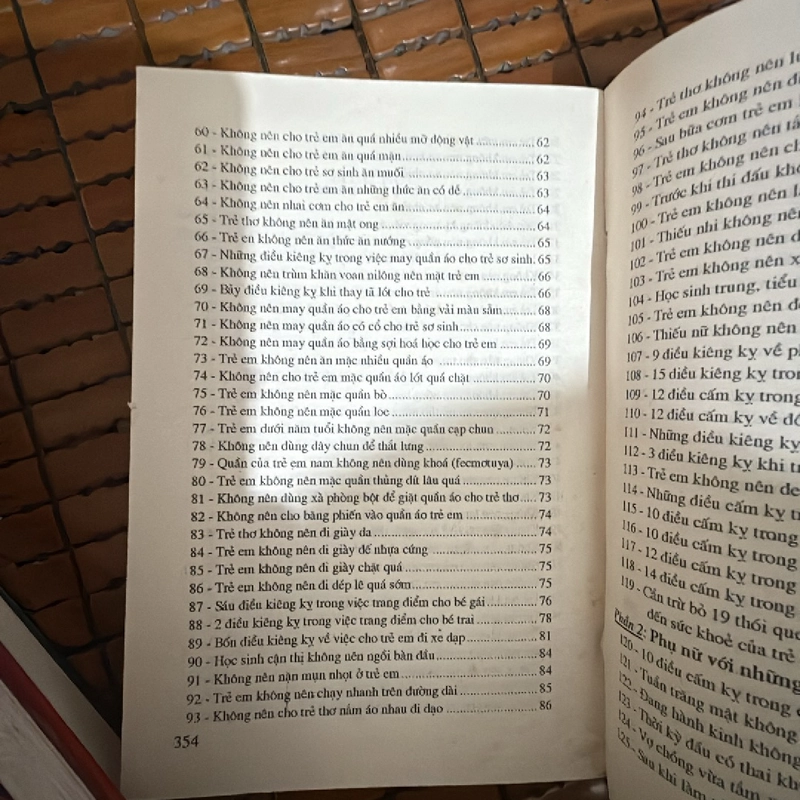 60 - Không nên cho trẻ em ăn quá nhiều mỡ động vật ... 62
61 - Không nên cho trẻ em ăn quá mặn ... 62
62 - Không nên cho trẻ sơ sinh ăn muối ... 63
63 - Không nên cho trẻ em ăn những thức ăn có để ... 63
64 - Không nên nhai cơm cho trẻ em ăn ... 64
65 - Trẻ thơ không nên ăn mật ong ... 64
66 - Trẻ en không nên ăn thức ăn nướng ... 65
67 - Những điều kiêng kỵ trong việc may quần áo cho trẻ sơ sinh. 65
68 - Không nên trùm khăn voan nilông nên mặt trẻ em ... 66
69 - Bảy điều kiêng kỵ khi thay tã lót cho trẻ ... 66
70 - Không nên may quần áo cho trẻ em bằng vải màn sẫm ... 68
71 - Không nên may quần áo có cổ cho trẻ sơ sinh ... 68
72 - Không nên may quần áo bằng sợi hoá học cho trẻ em ... 69
73 - Trẻ em không nên ăn mặc nhiều quần áo ... 69
74 - Không nên cho trẻ em mặc quần áo lót quá chật ... 70
75 - Trẻ em không nên mặc quần bò ... 70
76 - Trẻ em không nên mặc quần loe ... 71
77 - Trẻ em dưới năm tuổi không nên mặc quần cạp chun ... 72
78 - Không nên dùng dây chun để thắt lưng ... 72
79 - Quần của trẻ em nam không nên dùng khoá (fecmơtuya) ... 73
80 - Trẻ em không nên mặc quần thủng đũ lâu quá ... 73
81 - Không nên dùng xà phòng bột để giặt quần áo cho trẻ thơ ... 73
82 - Không nên cho băng phiến vào quần áo trẻ em ... 74
83 - Trẻ thơ không nên đi giày da ... 74
84 - Trẻ em không nên đi giày đế nhựa cứng ... 75
85 - Trẻ em không nên đi giày chật quá ... 75
86 - Trẻ em không nên đi dép lê quá sớm ... 75
87 - Sáu điều kiêng kỵ trong việc trang điểm cho bé gái ... 76
88 - 2 điều kiêng kỵ trong việc trang điểm cho bé trai ... 78
89 - Bốn điều kiêng kỵ về việc cho trẻ em đi xe đạp ... 81
90 - Học sinh cận thị không nên ngồi bàn đầu ... 84
91 - Không nên nặn mụn nhọt ở trẻ em ... 84
92 - Trẻ em không nên chạy nhanh trên đường dài ... 85
93 - Không nên cho trẻ thơ nắm áo nhau đi dạo ... 86
354
94 - Trẻ thơ không nên
95 - Trẻ em không nên đi
96 - Sau bữa cơm trẻ em
97 - Trẻ thơ không nên
98 - Trẻ em không nên
99 - Trước khi thi đấu
100 - Trẻ em không nên
101 - Thiếu nhi không nên
102 - Trẻ em không nên
103 - Trẻ em không nên
104 - Học sinh trung, tiểu
105 - Trẻ em không nên
106 - Thiếu nữ không nên
107 - 9 điều kiêng kỵ về
108 - 15 điều kiêng kỵ
109 - 12 điều cấm kỵ trong
110 - 12 điều cấm kỵ về
111 - Những điều kiêng kỵ
112 - 3 điều kiêng kỵ khi
113 - Trẻ em không nên
114 - Những điều cấm kỵ
115 - 10 điều cấm kỵ trong
116 - 10 điều cấm kỵ trong
117 - 12 điều cấm kỵ trong
118 - 14 điều cấm kỵ trong
119 - Cần trừ bỏ 19 thói
đến sức khoẻ của trẻ
Phần 2: Phụ nữ với những
120 - 10 điều cấm kỵ trong
121 - Tuần trăng mật không
122 - Đang hành kinh không
123 - Thời kỳ đầu có thai
124 - Vợ chồng vừa tắm
125 - Sau khi làm